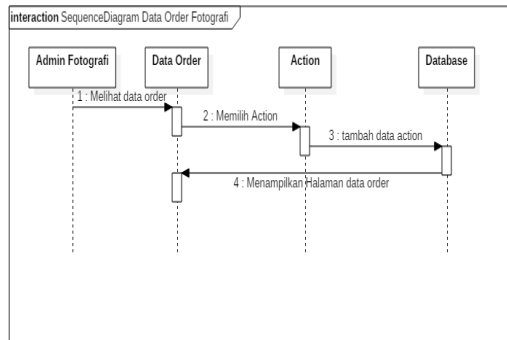 interaction SequenceDiagram Data Order Fotografi
Admin Fotografi Data Order Action Database
1 : Melihat data order
2 : Memilih Action
3 : tambah data action
4 : Menampilkan Halaman data order